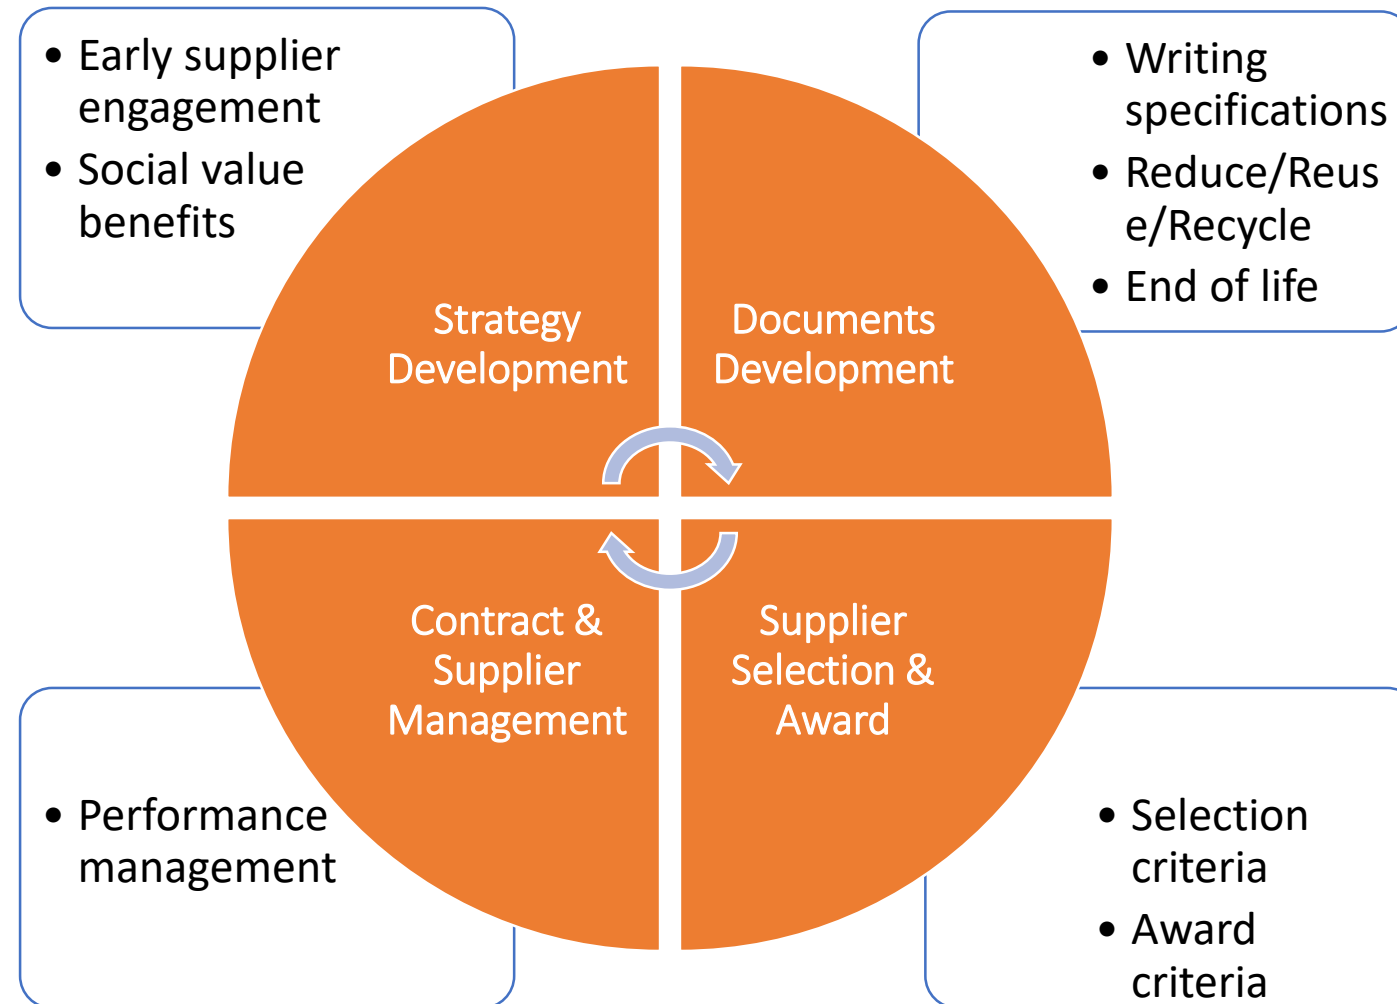 • Early supplier
engagement
• Social value
benefits
• Writing
specifications
• Reduce/Reus
e/Recycle
• End of life
Strategy
Development
Documents
Development
Contract &
Supplier
Management
Supplier
Selection &
Award
• Performance
management
• Selection
criteria
• Award
criteria